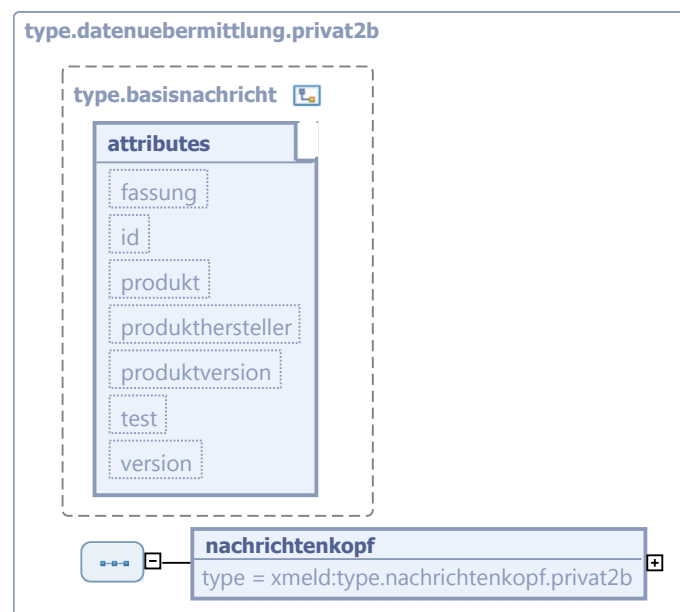 type.datenuebermittlung.privat2b
type.basisnachricht
attributes
fassung
id
produkt
produkthersteller
produktversion
test
version
nachrichtenkopf
type = xmeld:type.nachrichtenkopf.privat2b